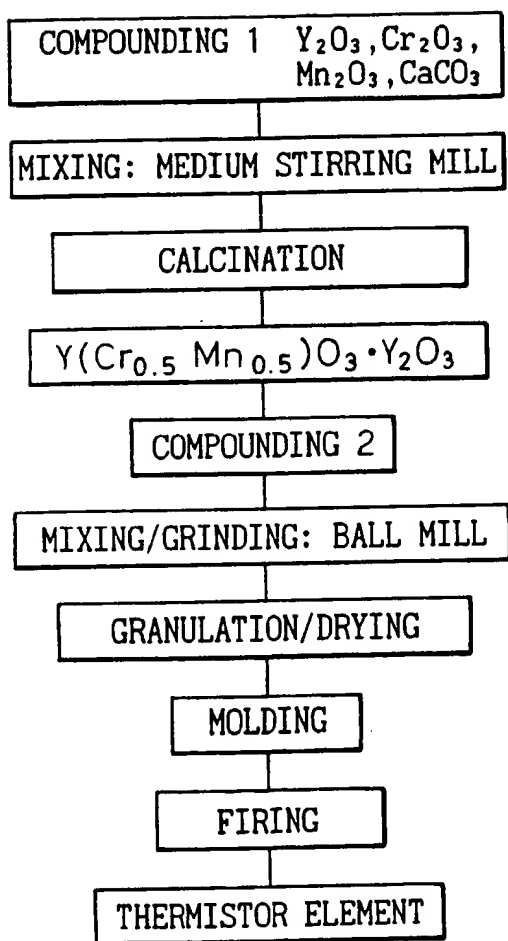 COMPOUNDING 1 Y₂O₃,Cr₂O₃,
Mn₂O₃,CaCO₃
MIXING: MEDIUM STIRRING MILL
CALCINATION
Y(Cr₀.₅ Mn₀.₅)O₃·Y₂O₃
COMPOUNDING 2
MIXING/GRINDING: BALL MILL
GRANULATION/DRYING
MOLDING
FIRING
THERMISTOR ELEMENT